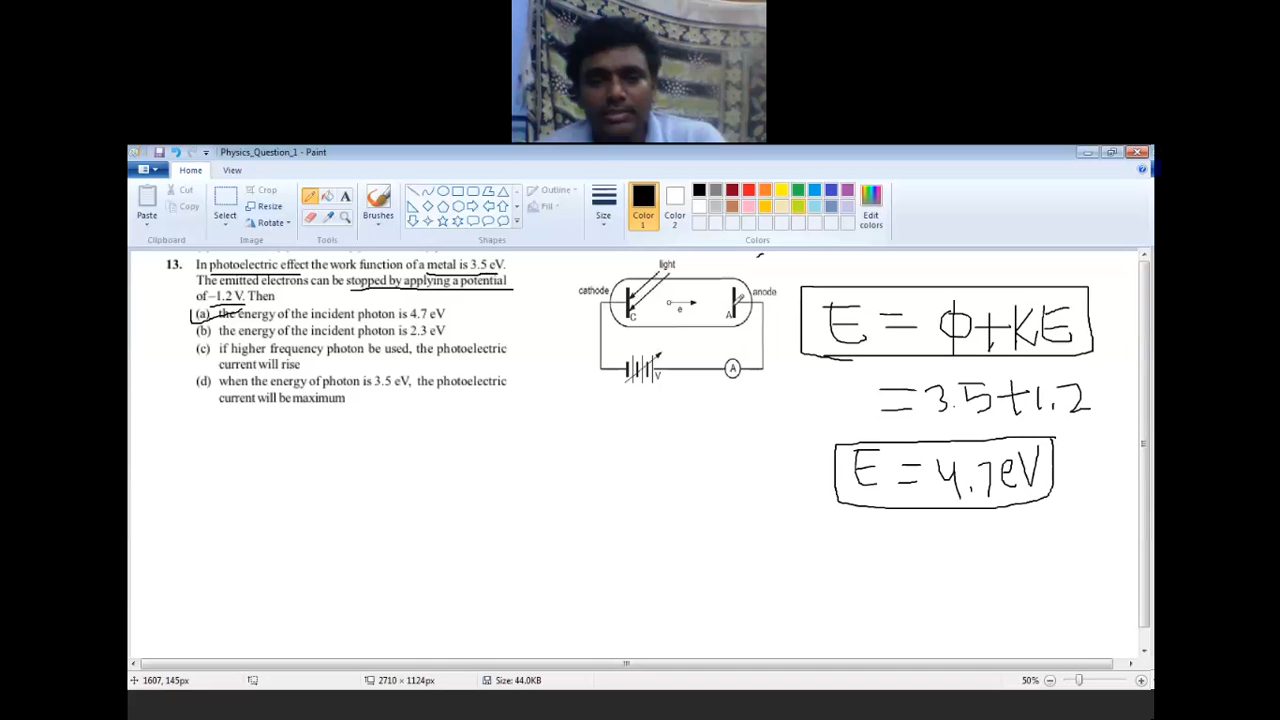 Physics_Question_1 - Paint
Home View
Paste
Cut
Copy
Select
Crop
Resize
Rotate
A
Brushes
Outline
Fill
Size
Color 1
Color 2
Edit colors
Clipboard Image Tools Shapes Colors
13. In photoelectric effect the work function of a metal is 3.5 eV.
The emitted electrons can be stopped by applying a potential
of –1.2 V. Then
(a) the energy of the incident photon is 4.7 eV
(b) the energy of the incident photon is 2.3 eV
(c) if higher frequency photon be used, the photoelectric
current will rise
(d) when the energy of photon is 3.5 eV, the photoelectric
current will be maximum
light
cathode
anode
C
e
A
V
A
E = Φ+KE
= 3.5+1.2
E = 4.7eV
1607, 145px
2710 × 1124px
Size: 44.0KB
50%